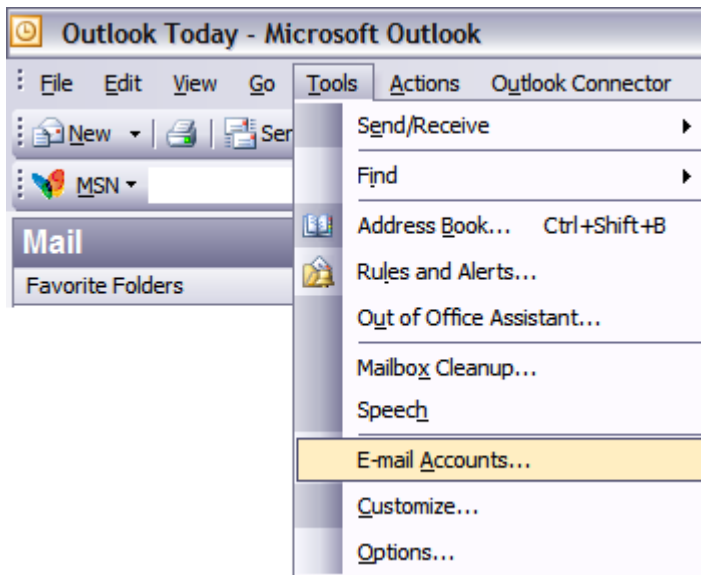 Outlook Today - Microsoft Outlook
File Edit View Go Tools Actions Outlook Connector
New
MSN
Mail
Favorite Folders
Send/Receive
Find
Address Book... Ctrl+Shift+B
Rules and Alerts...
Out of Office Assistant...
Mailbox Cleanup...
Speech
E-mail Accounts...
Customize...
Options...